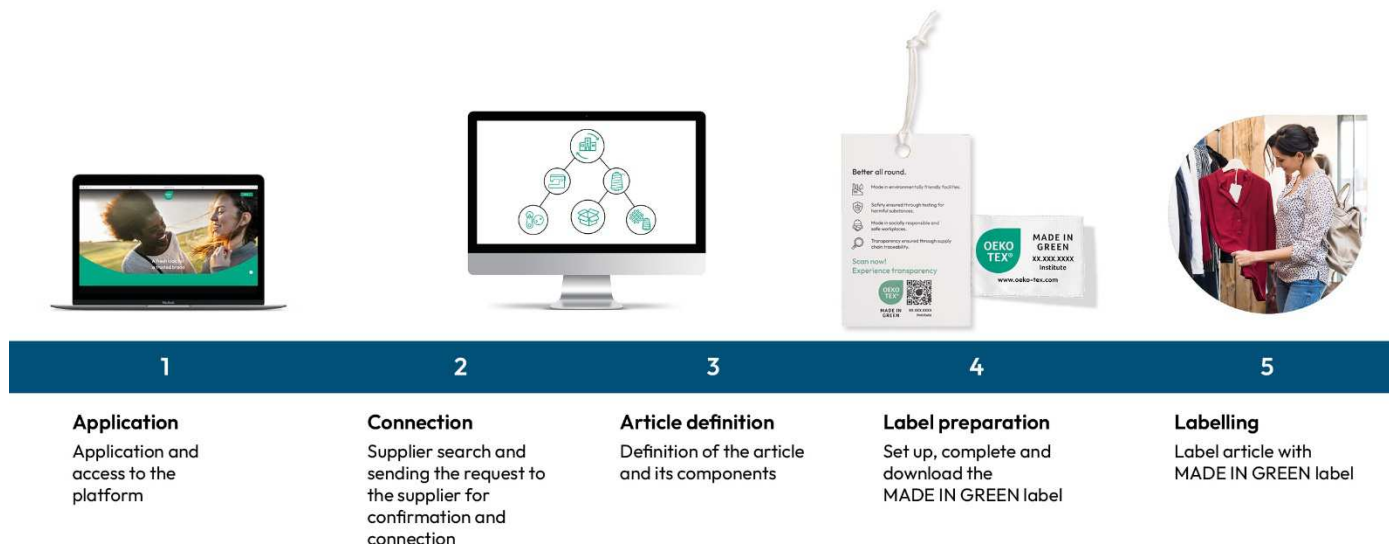 Better all round.
Made in environmentally friendly facilities.
Safety ensured through testing for
harmful substances.
Made in socially responsible and
safe workplaces.
Transparency ensured through supply
chain traceability.
Scan now!
Experience transparency
OEKO
TEX®
MADE IN
GREEN
XX.XXX.XXXX
Institute
OEKO
TEX®
MADE IN
GREEN
XX.XXX.XXXX
Institute
www.oeko-tex.com
1
2
3
4
5
Application
Application and
access to the
platform
Connection
Supplier search and
sending the request to
the supplier for
confirmation and
connection
Article definition
Definition of the article
and its components
Label preparation
Set up, complete and
download the
MADE IN GREEN label
Labelling
Label article with
MADE IN GREEN label